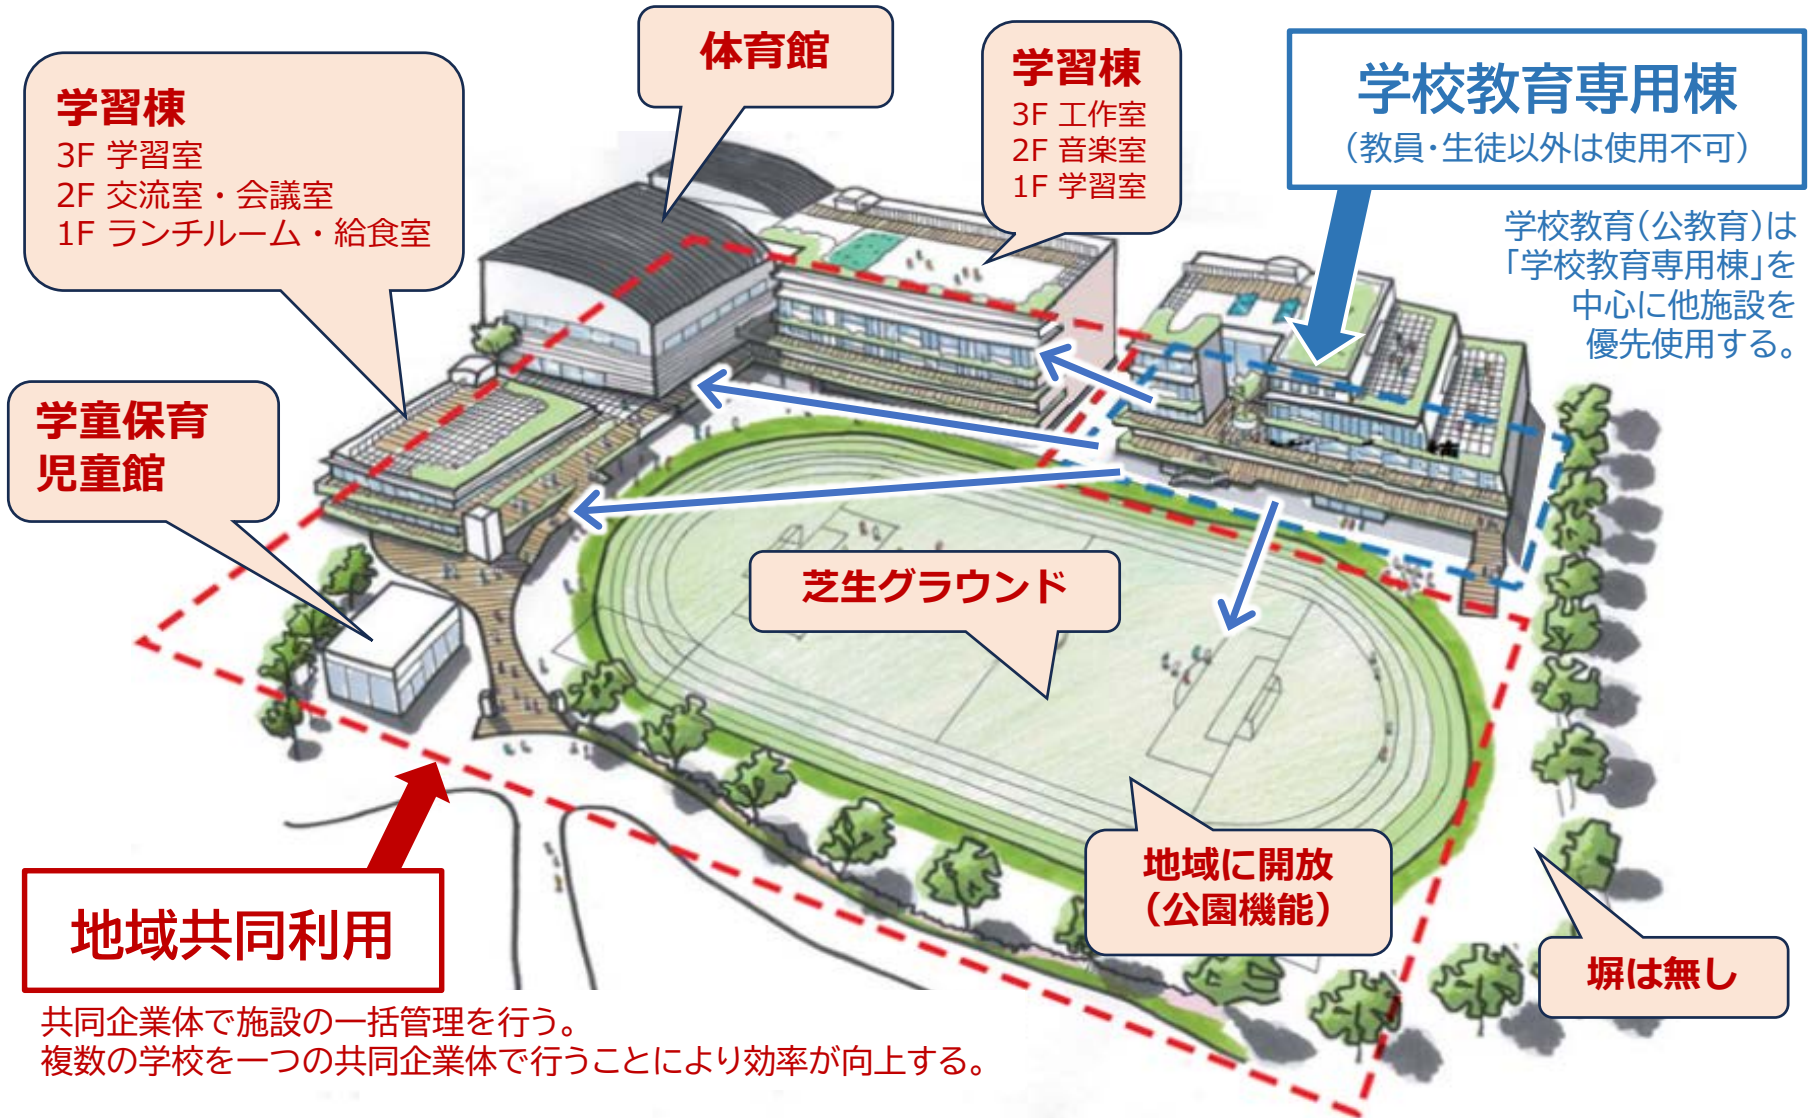 体育館
学習棟
3F 工作室
2F 音楽室
1F 学習室
学校教育専用棟
（教員・生徒以外は使用不可）
学習棟
3F 学習室
2F 交流室・会議室
1F ランチルーム・給食室
学校教育（公教育）は
「学校教育専用棟」を
中心に他施設を
優先使用する。
学童保育
児童館
芝生グラウンド
地域に開放
（公園機能）
塀は無し
地域共同利用
共同企業体で施設の一括管理を行う。
複数の学校を一つの共同企業体で行うことにより効率が向上する。